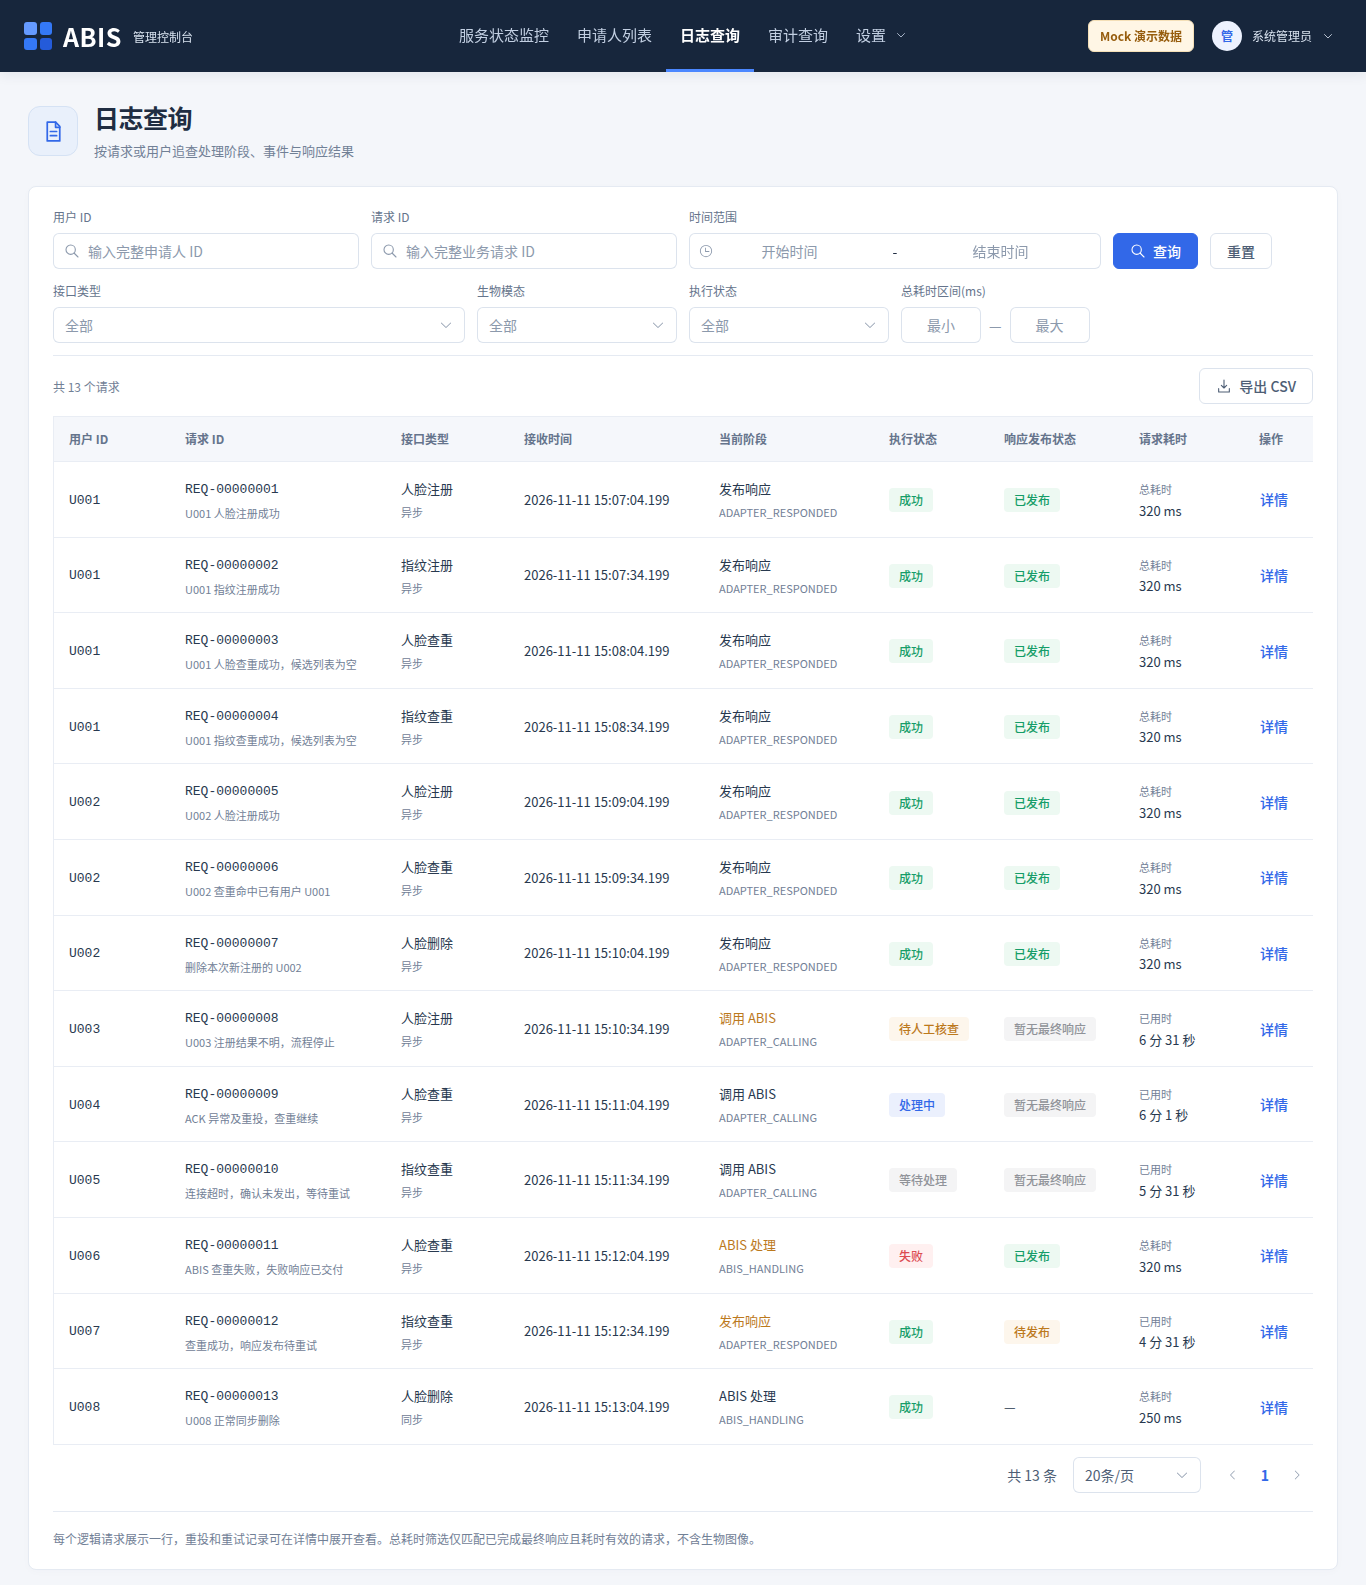 ABIS 管理控制台 服务状态监控 申请人列表 日志查询 审计查询 设置 Mock 演示数据 管 系统管理员
日志查询
按请求或用户追查处理阶段、事件与响应结果
用户 ID 请求 ID 时间范围
输入完整申请人 ID 输入完整业务请求 ID 开始时间 - 结束时间 查询 重置
接口类型 生物模态 执行状态 总耗时区间(ms)
全部 全部 全部 最小 — 最大
共 13 个请求 导出 CSV
用户 ID 请求 ID 接口类型 接收时间 当前阶段 执行状态 响应发布状态 请求耗时 操作
REQ-00000001 人脸注册 发布响应 总耗时
U001 2026-11-11 15:07:04.199 成功 已发布 详情
U001 人脸注册成功 异步 ADAPTER_RESPONDED 320 ms
REQ-00000002 指纹注册 发布响应 总耗时
U001 2026-11-11 15:07:34.199 成功 已发布 详情
U001 指纹注册成功 异步 ADAPTER_RESPONDED 320 ms
REQ-00000003 人脸查重 发布响应 总耗时
U001 2026-11-11 15:08:04.199 成功 已发布 详情
U001 人脸查重成功，候选列表为空 异步 ADAPTER_RESPONDED 320 ms
REQ-00000004 指纹查重 发布响应 总耗时
U001 2026-11-11 15:08:34.199 成功 已发布 详情
U001 指纹查重成功，候选列表为空 异步 ADAPTER_RESPONDED 320 ms
REQ-00000005 人脸注册 发布响应 总耗时
U002 2026-11-11 15:09:04.199 成功 已发布 详情
U002 人脸注册成功 异步 ADAPTER_RESPONDED 320 ms
REQ-00000006 人脸查重 发布响应 总耗时
U002 2026-11-11 15:09:34.199 成功 已发布 详情
U002 查重命中已有用户 U001 异步 ADAPTER_RESPONDED 320 ms
REQ-00000007 人脸删除 发布响应 总耗时
U002 2026-11-11 15:10:04.199 成功 已发布 详情
删除本次新注册的 U002 异步 ADAPTER_RESPONDED 320 ms
REQ-00000008 人脸注册 调用 ABIS 已用时
U003 2026-11-11 15:10:34.199 待人工核查 暂无最终响应 详情
U003 注册结果不明，流程停止 异步 ADAPTER_CALLING 6 分 31 秒
REQ-00000009 人脸查重 调用 ABIS 已用时
U004 2026-11-11 15:11:04.199 处理中 暂无最终响应 详情
ACK 异常及重投，查重继续 异步 ADAPTER_CALLING 6 分 1 秒
REQ-00000010 指纹查重 调用 ABIS 已用时
U005 2026-11-11 15:11:34.199 等待处理 暂无最终响应 详情
连接超时，确认未发出，等待重试 异步 ADAPTER_CALLING 5 分 31 秒
REQ-00000011 人脸查重 ABIS 处理 总耗时
U006 2026-11-11 15:12:04.199 失败 已发布 详情
ABIS 查重失败，失败响应已交付 异步 ABIS_HANDLING 320 ms
REQ-00000012 指纹查重 发布响应 已用时
U007 2026-11-11 15:12:34.199 成功 待发布 详情
查重成功，响应发布待重试 异步 ADAPTER_RESPONDED 4 分 31 秒
REQ-00000013 人脸删除 ABIS 处理 总耗时
U008 2026-11-11 15:13:04.199 成功 — 详情
U008 正常同步删除 同步 ABIS_HANDLING 250 ms
共 13 条 20条/页 1
每个逻辑请求展示一行，重投和重试记录可在详情中展开查看。总耗时筛选仅匹配已完成最终响应且耗时有效的请求，不含生物图像。